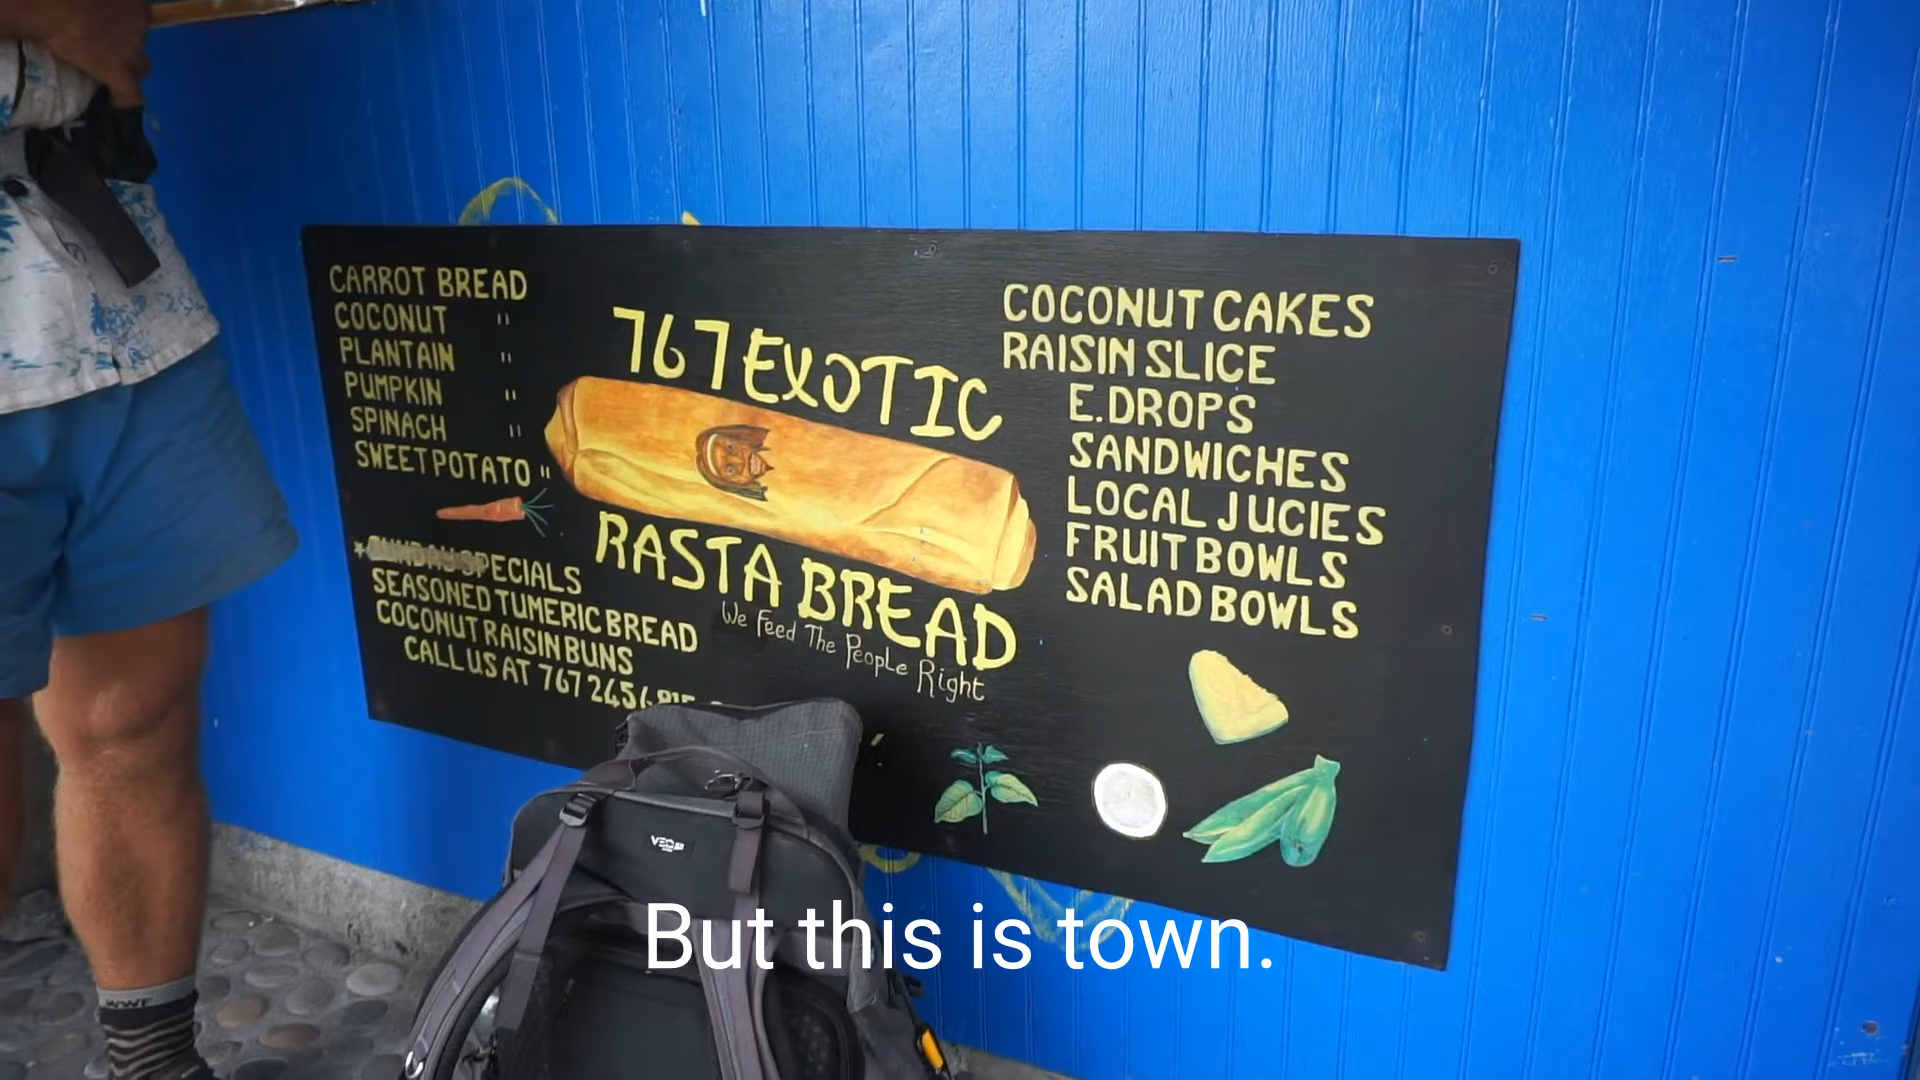 CARROT BREAD
COCONUT "
PLANTAIN "
PUMPKIN "
SPINACH "
SWEET POTATO "
*SUNDAY SPECIALS
SEASONED TUMERIC BREAD
COCONUT RAISIN BUNS
CALL US AT 767 245
767 EXOTIC
RASTA BREAD
We Feed The People Right
COCONUT CAKES
RAISIN SLICE
E.DROPS
SANDWICHES
LOCAL JUCIES
FRUIT BOWLS
SALAD BOWLS
But this is town.